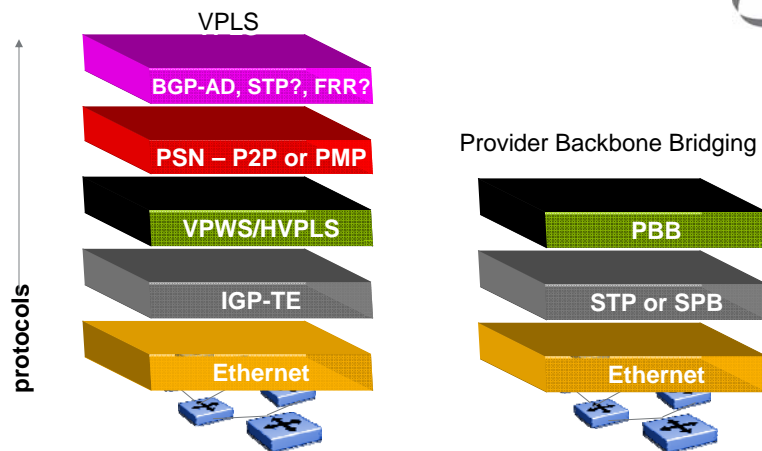 VPLS
BGP-AD, STP?, FRR?
PSN – P2P or PMP
VPWS/HVPLS
IGP-TE
Ethernet
protocols
Provider Backbone Bridging
PBB
STP or SPB
Ethernet